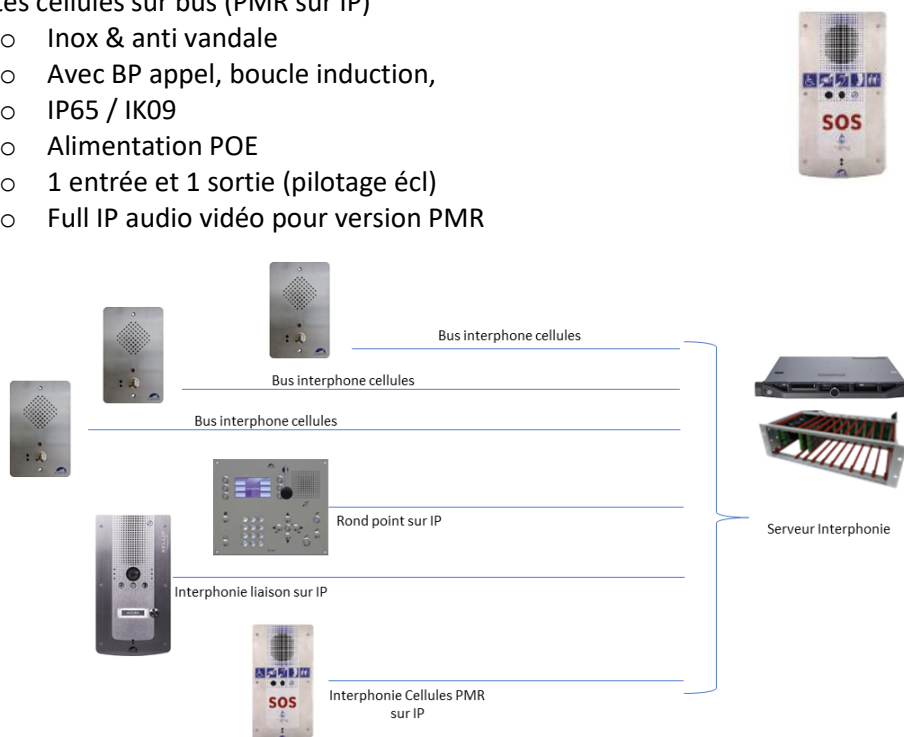 cellules sur bus (PMR sur IP)
o Inox & anti vandale
o Avec BP appel, boucle induction,
o IP65 / IK09
o Alimentation POE
o 1 entrée et 1 sortie (pilotage écl)
o Full IP audio vidéo pour version PMR
SOS
Bus interphone cellules
Bus interphone cellules
Bus interphone cellules
Rond point sur IP
Serveur Interphonie
Interphonie liaison sur IP
Interphonie Cellules PMR
sur IP
SOS